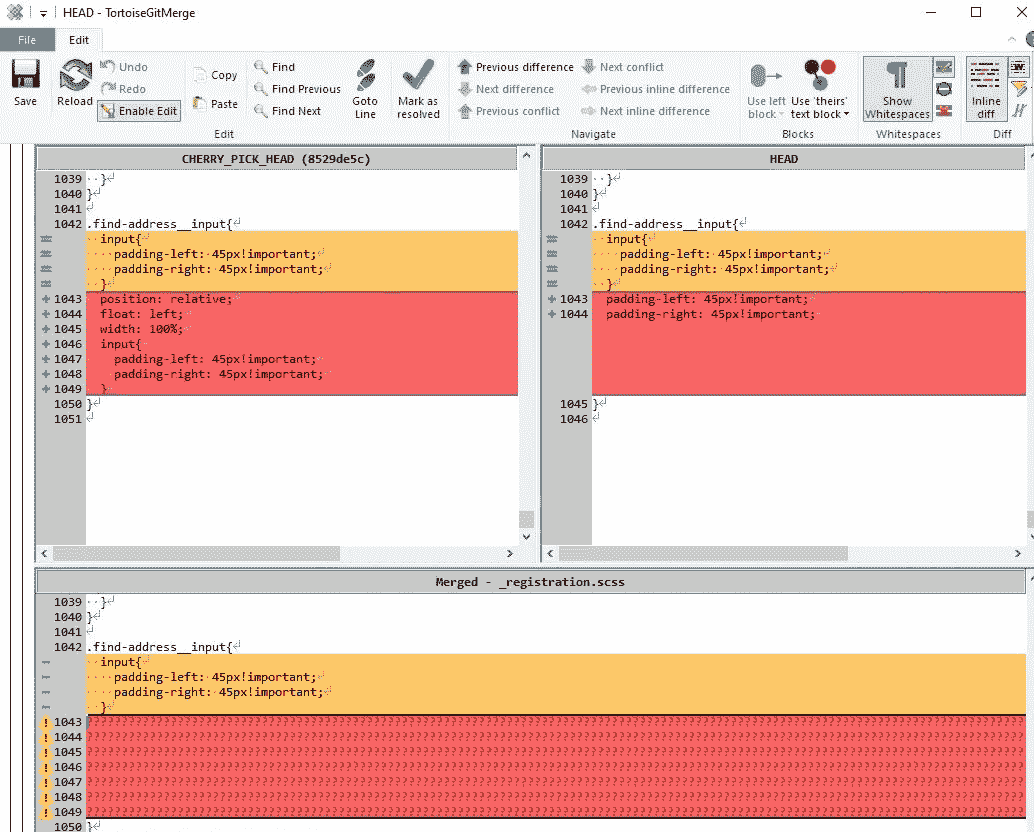 HEAD - TortoiseGitMerge
File Edit
Save
Reload
Undo
Redo
Enable Edit
Copy
Paste
Find
Find Previous
Find Next
Goto
Line
Mark as
resolved
Previous difference
Next difference
Previous conflict
Next conflict
Previous inline difference
Next inline difference
Use left
block
Use 'theirs'
text block
Show
Whitespaces
Inline
diff
Edit
Navigate
Blocks
Whitespaces
Diff
CHERRY_PICK_HEAD (8529de5c)
1039 }
1040 }
1041
1042 .find-address__input{
input{
padding-left: 45px!important;
padding-right: 45px!important;
}
1043 position: relative;
1044 float: left;
1045 width: 100%;
1046 input{
1047 padding-left: 45px!important;
1048 padding-right: 45px!important;
1049 }
1050 }
1051
HEAD
1039 }
1040 }
1041
1042 .find-address__input{
input{
padding-left: 45px!important;
padding-right: 45px!important;
}
1043 padding-left: 45px!important;
1044 padding-right: 45px!important;
1045 }
1046
Merged - _registration.scss
1039 }
1040 }
1041
1042 .find-address__input{
input{
padding-left: 45px!important;
padding-right: 45px!important;
}
1043
1044
1045
1046
1047
1048
1049
1050 }